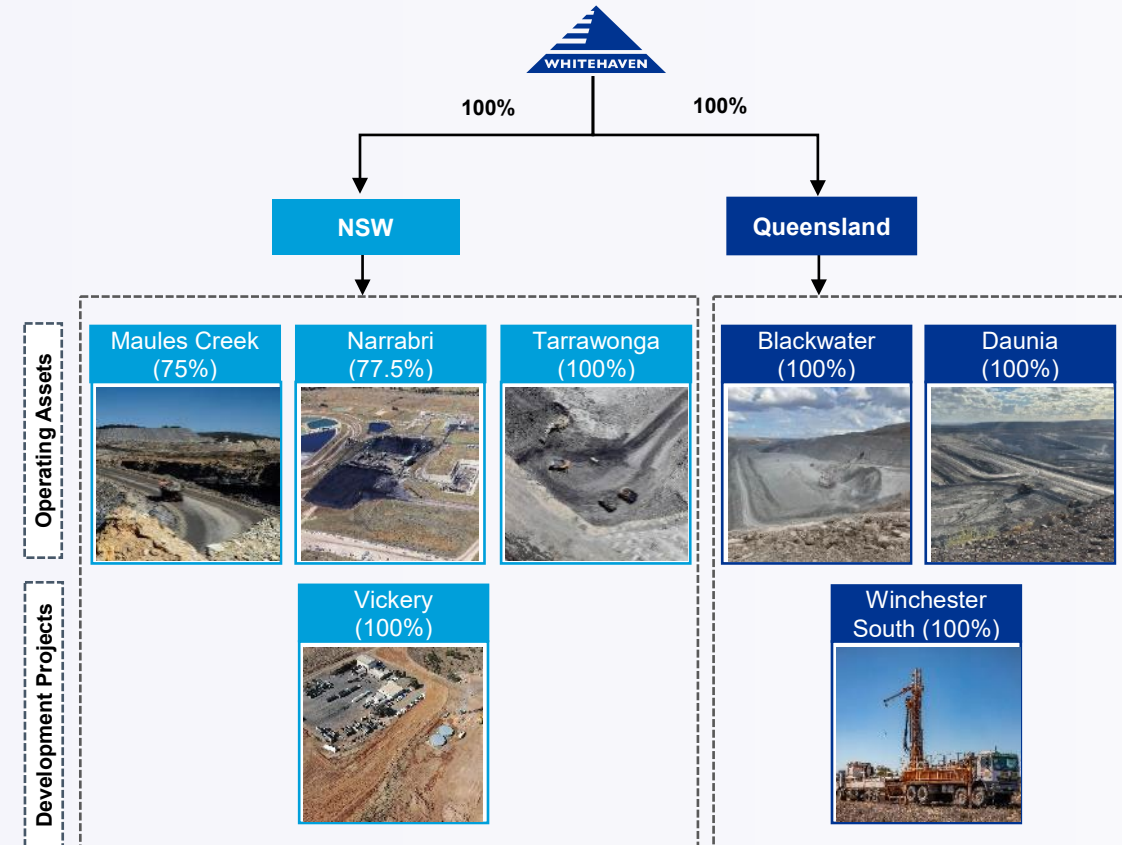 WHITEHAVEN
100%
100%
NSW
Queensland
Operating Assets
Maules Creek
(75%)
Narrabri
(77.5%)
Tarrawonga
(100%)
Blackwater
(100%)
Daunia
(100%)
Development Projects
Vickery
(100%)
Winchester
South (100%)